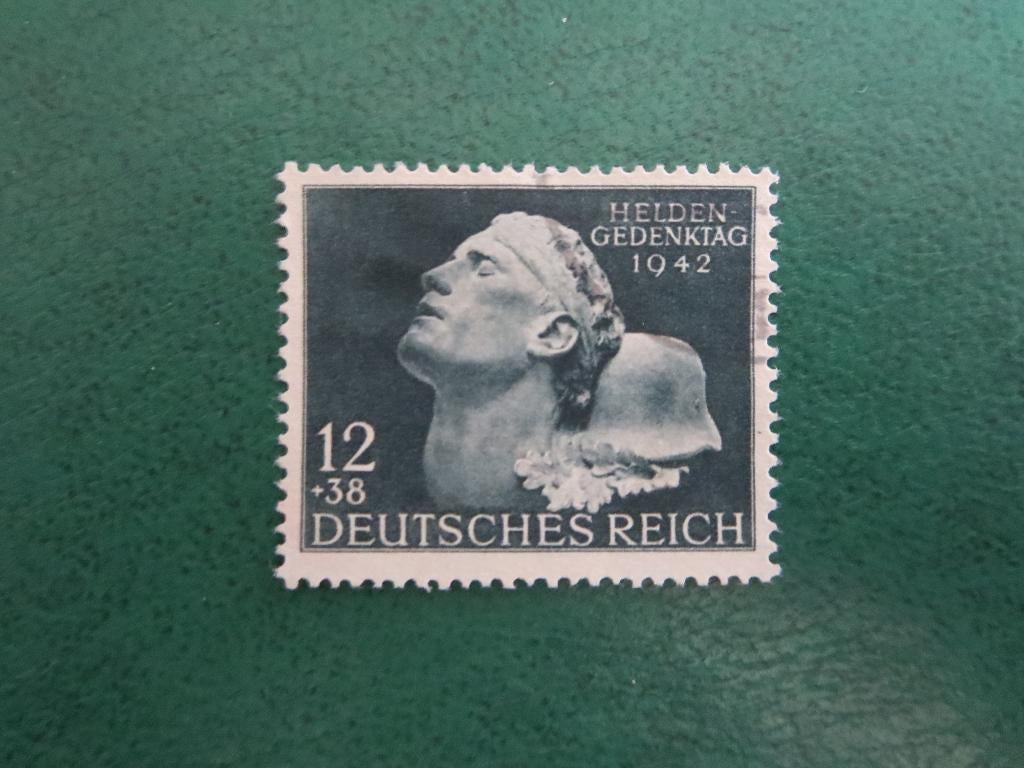 HELDEN-
GEDENKTAG
1942
12
+38
DEUTSCHES REICH